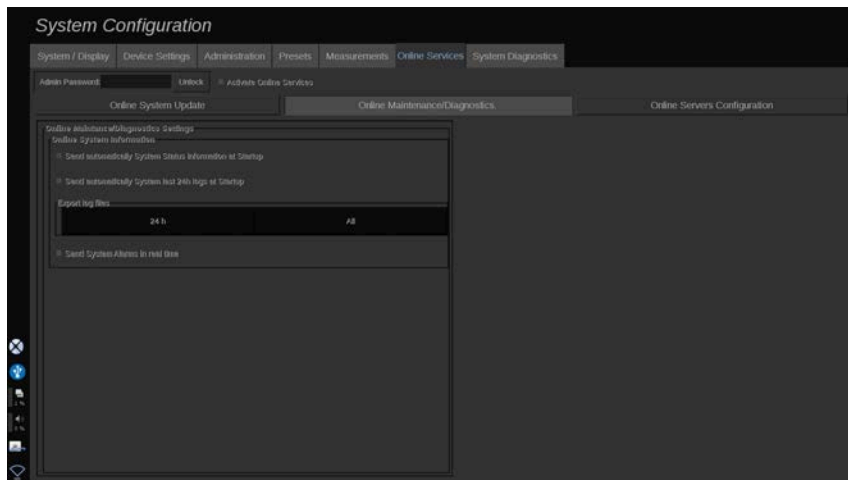 System Configuration
System / Display Device Settings Administration Presets Measurements Online Services System Diagnostics
Admin Password Unlock Activate Online Services
Online System Update Online Maintenance/Diagnostics Online Servers Configuration
Online Maintance/Diagnostics Settings
Online System Information
Send automatically System Status Information at Startup
Send automatically System last 24h logs at Startup
Export log files
24 h All
Send System Alarms in real time